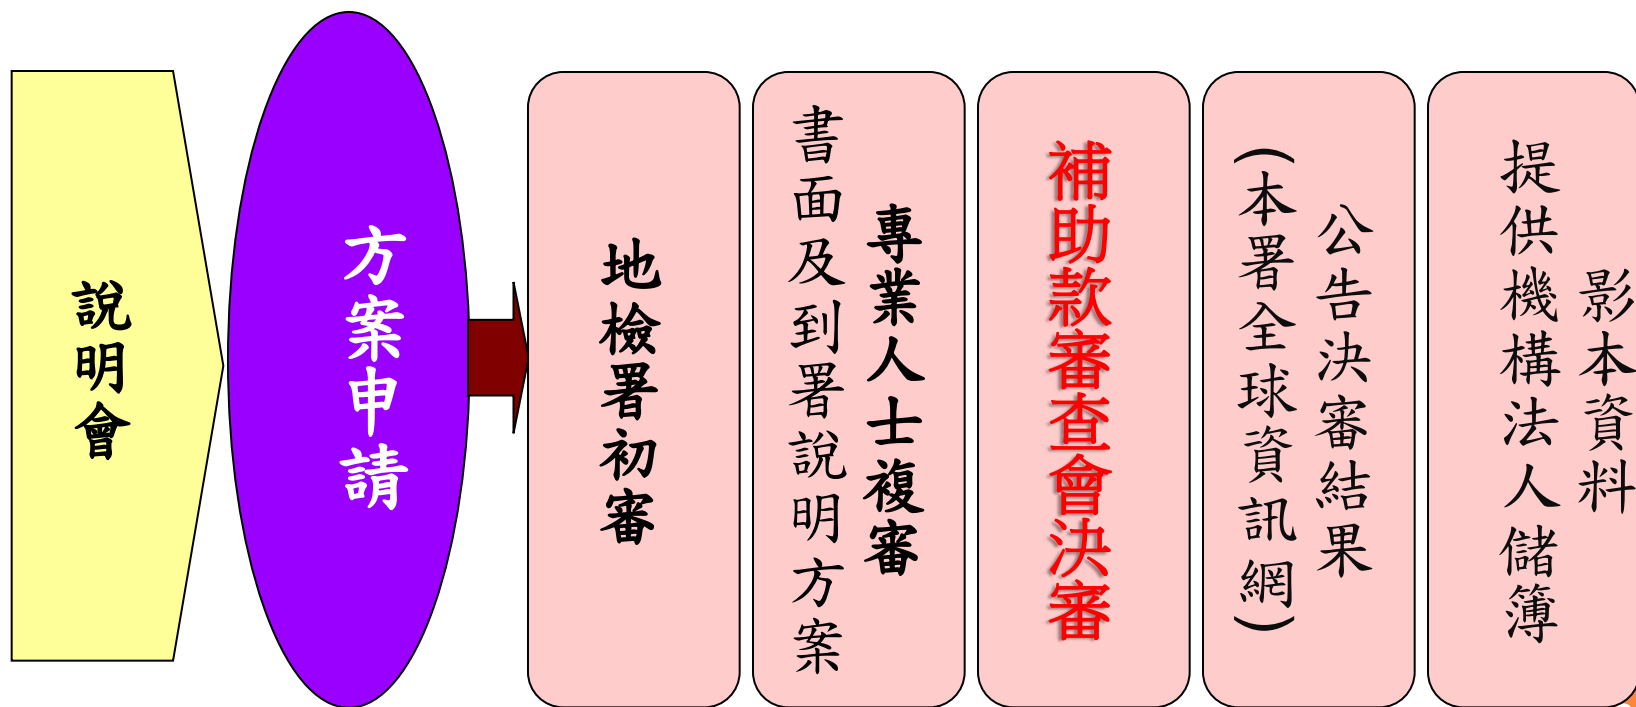 說明會
方案申請
地檢署初審
專業人士複審
書面及到署說明方案
補助款審查會決審
公告決審結果
(本署全球資訊網)
提供機構法人儲簿
影本資料